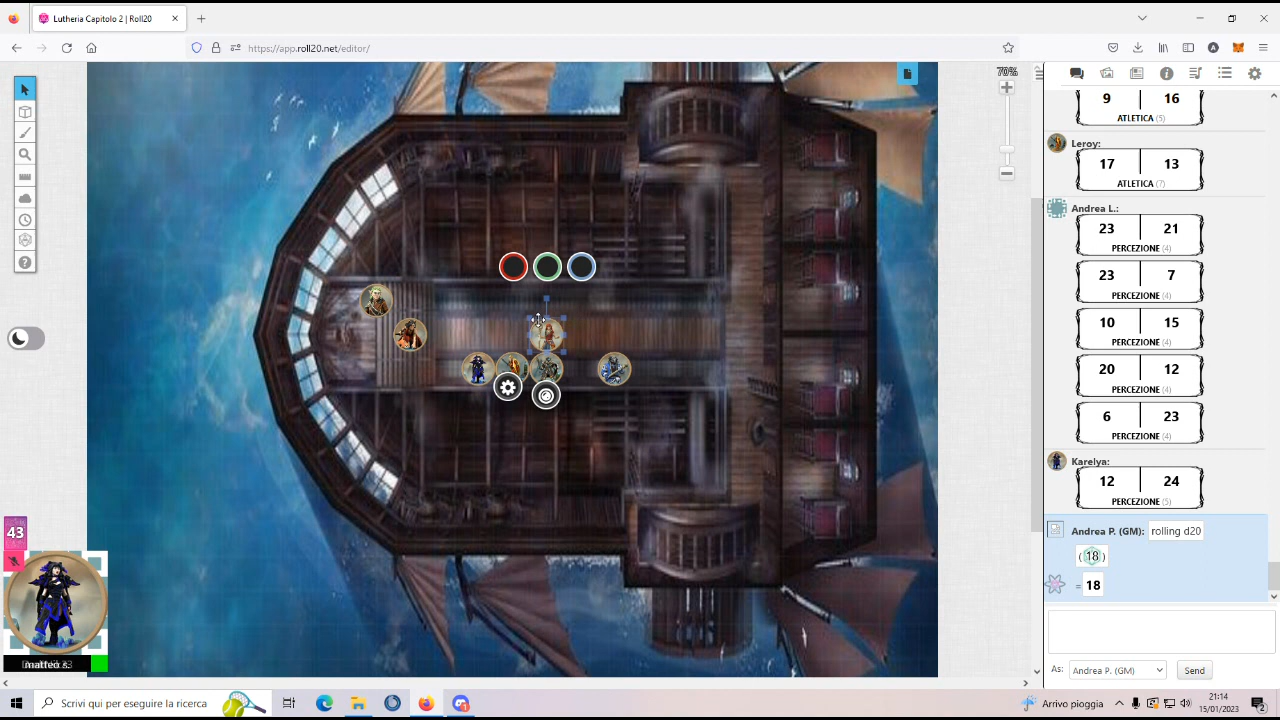 Lutheria Capitolo 2 | Roll20
https://app.roll20.net/editor/
70%
9 16
ATLETICA (5)
Leroy:
17 13
ATLETICA (7)
Andrea L.:
23 21
PERCEZIONE (4)
23 7
PERCEZIONE (4)
10 15
PERCEZIONE (4)
20 12
PERCEZIONE (4)
6 23
PERCEZIONE (4)
Karelya:
12 24
PERCEZIONE (5)
Andrea P. (GM): rolling d20
(18)
= 18
As: Andrea P. (GM) Send
43
Scrivi qui per eseguire la ricerca
Arrivo pioggia
21:14
15/01/2023
2